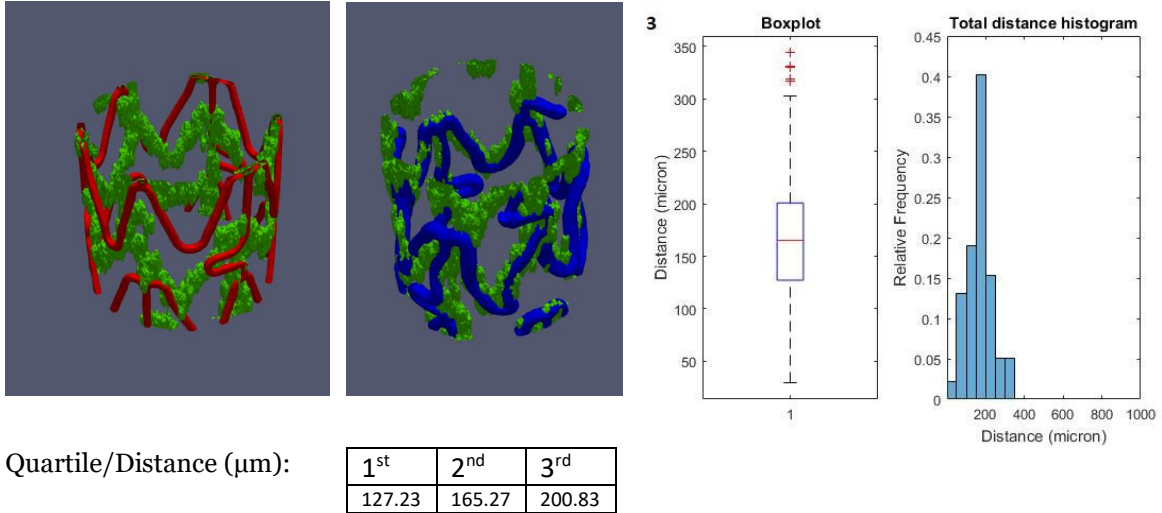 3
Boxplot
350
300
250
200
150
100
50
Distance (micron)
1
Total distance histogram
0.45
0.4
0.35
0.3
0.25
0.2
0.15
0.1
0.05
0
Relative Frequency
200 400 600 800 1000
Distance (micron)
Quartile/Distance (μm):
1st 2nd 3rd
127.23 165.27 200.83